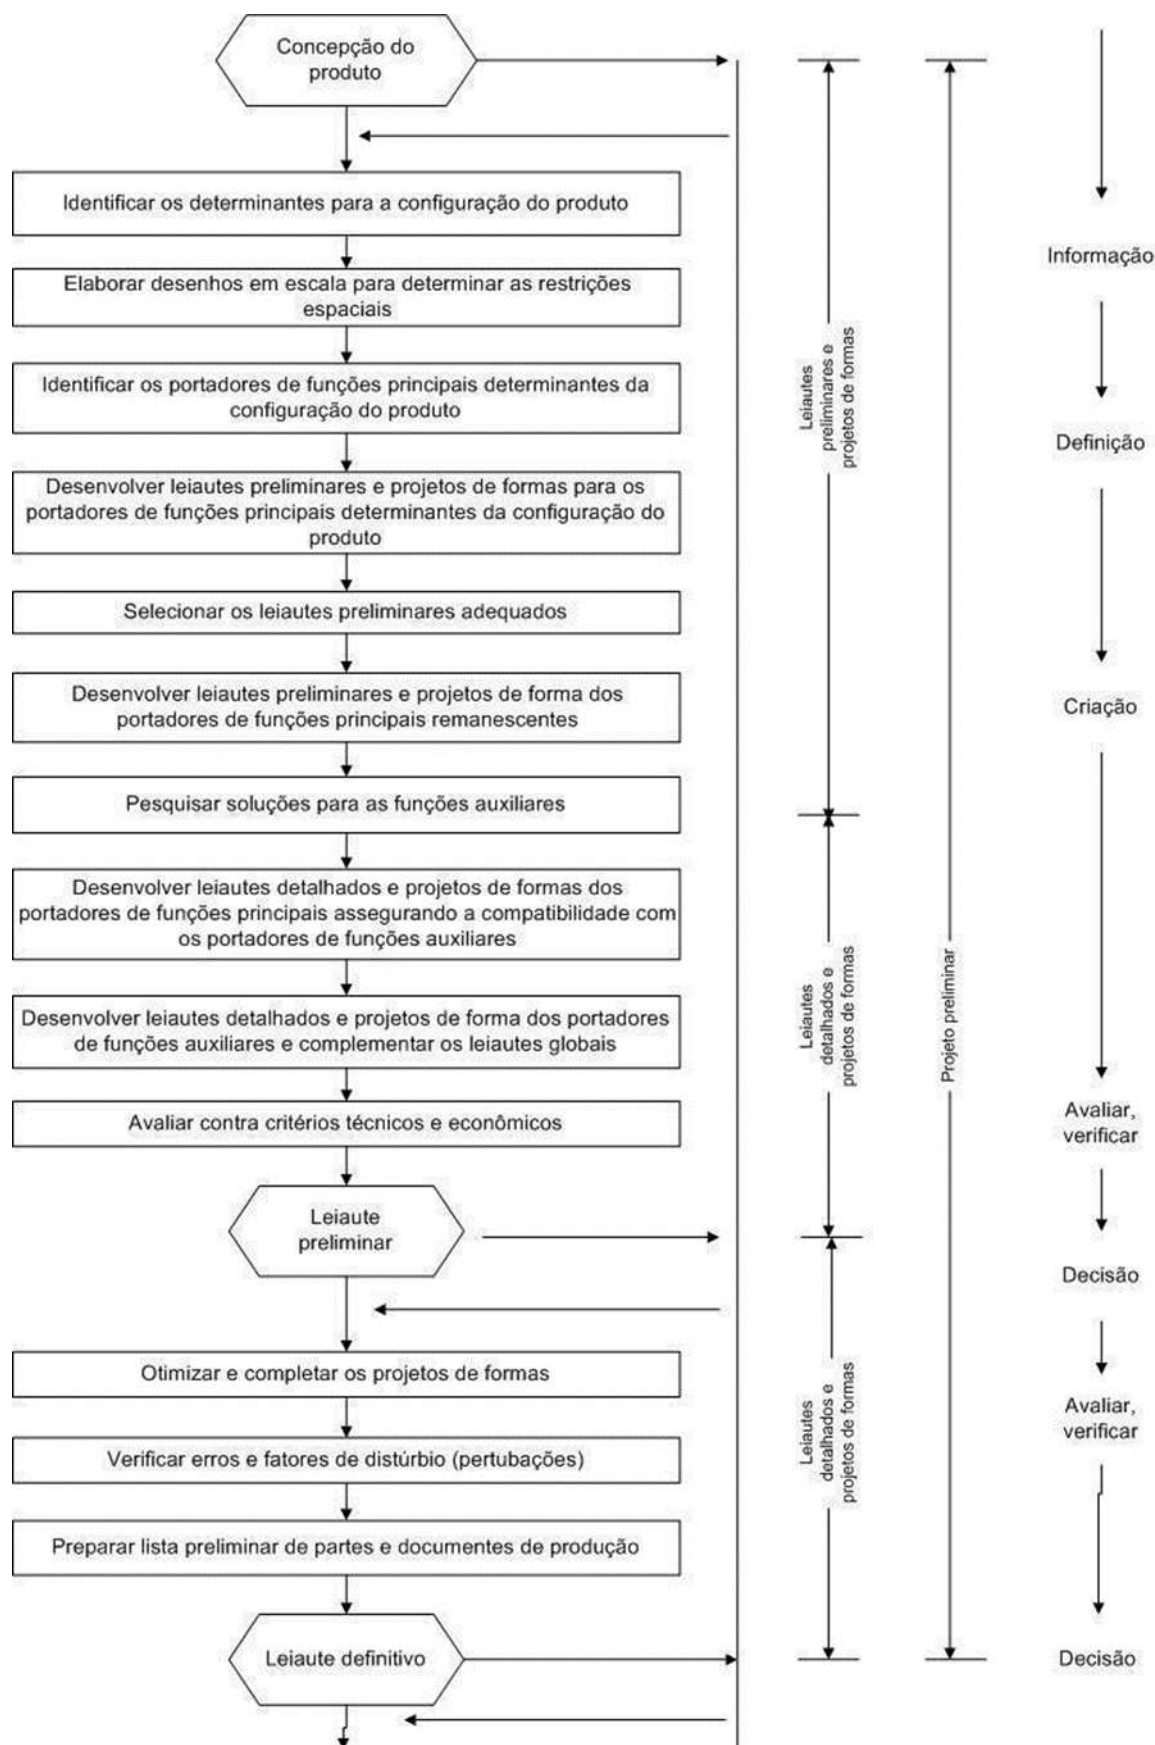 Concepção do
produto
Identificar os determinantes para a configuração do produto
Elaborar desenhos em escala para determinar as restrições
espaciais
Identificar os portadores de funções principais determinantes da
configuração do produto
Desenvolver leiautes preliminares e projetos de formas para os
portadores de funções principais determinantes da configuração do
produto
Selecionar os leiautes preliminares adequados
Desenvolver leiautes preliminares e projetos de forma dos
portadores de funções principais remanescentes
Pesquisar soluções para as funções auxiliares
Desenvolver leiautes detalhados e projetos de formas dos
portadores de funções principais assegurando a compatibilidade com
os portadores de funções auxiliares
Desenvolver leiautes detalhados e projetos de forma dos portadores
de funções auxiliares e complementar os leiautes globais
Avaliar contra critérios técnicos e econômicos
Leiaute
preliminar
Otimizar e completar os projetos de formas
Verificar erros e fatores de distúrbio (pertubações)
Preparar lista preliminar de partes e documentes de produção
Leiaute definitivo
Leiautes
preliminares e
projetos de formas
Leiautes
detalhados e
projetos de formas
Leiautes
detalhados e
projetos de formas
Projeto preliminar
Informação
Definição
Criação
Avaliar,
verificar
Decisão
Avaliar,
verificar
Decisão